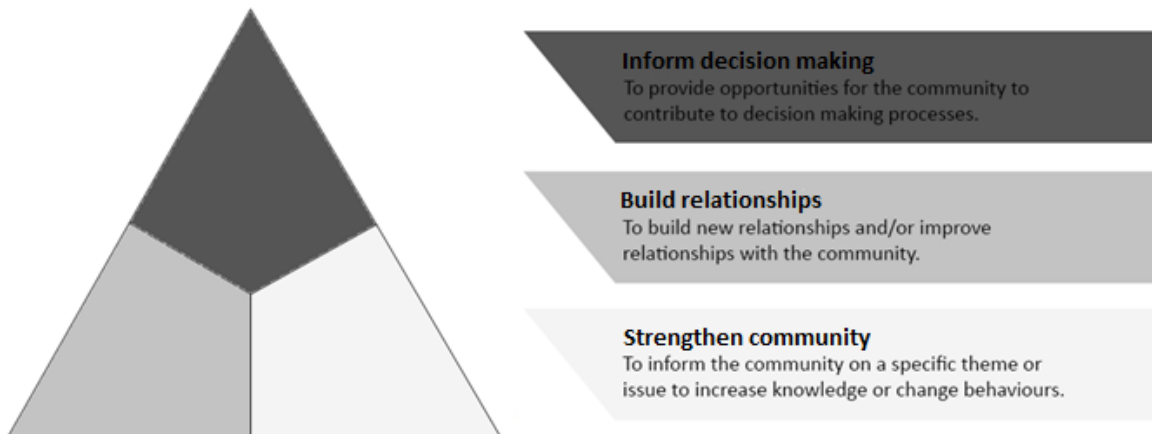 Inform decision making
To provide opportunities for the community to
contribute to decision making processes.
Build relationships
To build new relationships and/or improve
relationships with the community.
Strengthen community
To inform the community on a specific theme or
issue to increase knowledge or change behaviours.